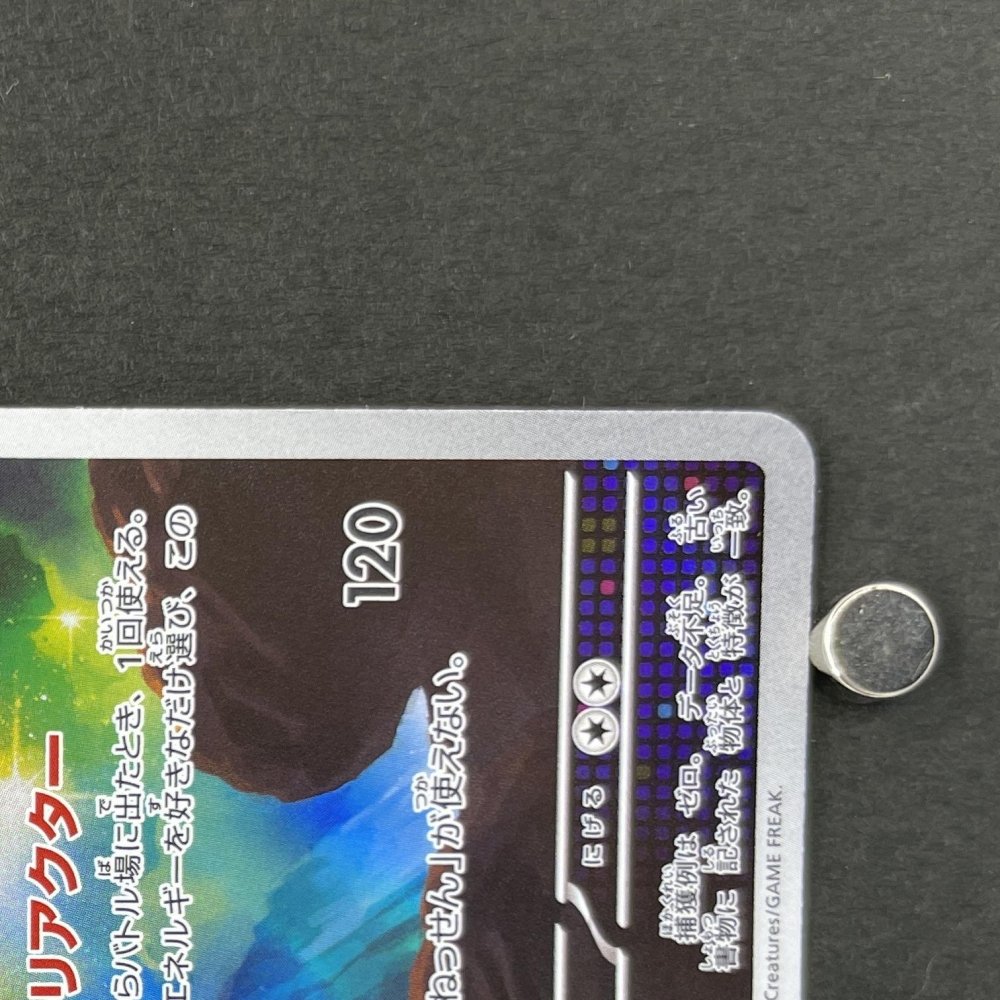 リアクター
らバトル場に出たとき、1回使える。
エネルギーを好きなだけ選び、この
120
ねっせん」が使えない。
にげる
捕獲例は ゼロ。 データ不足。 古い
書物に 記された 物体と 特徴が 一致。
Creatures/GAME FREAK.